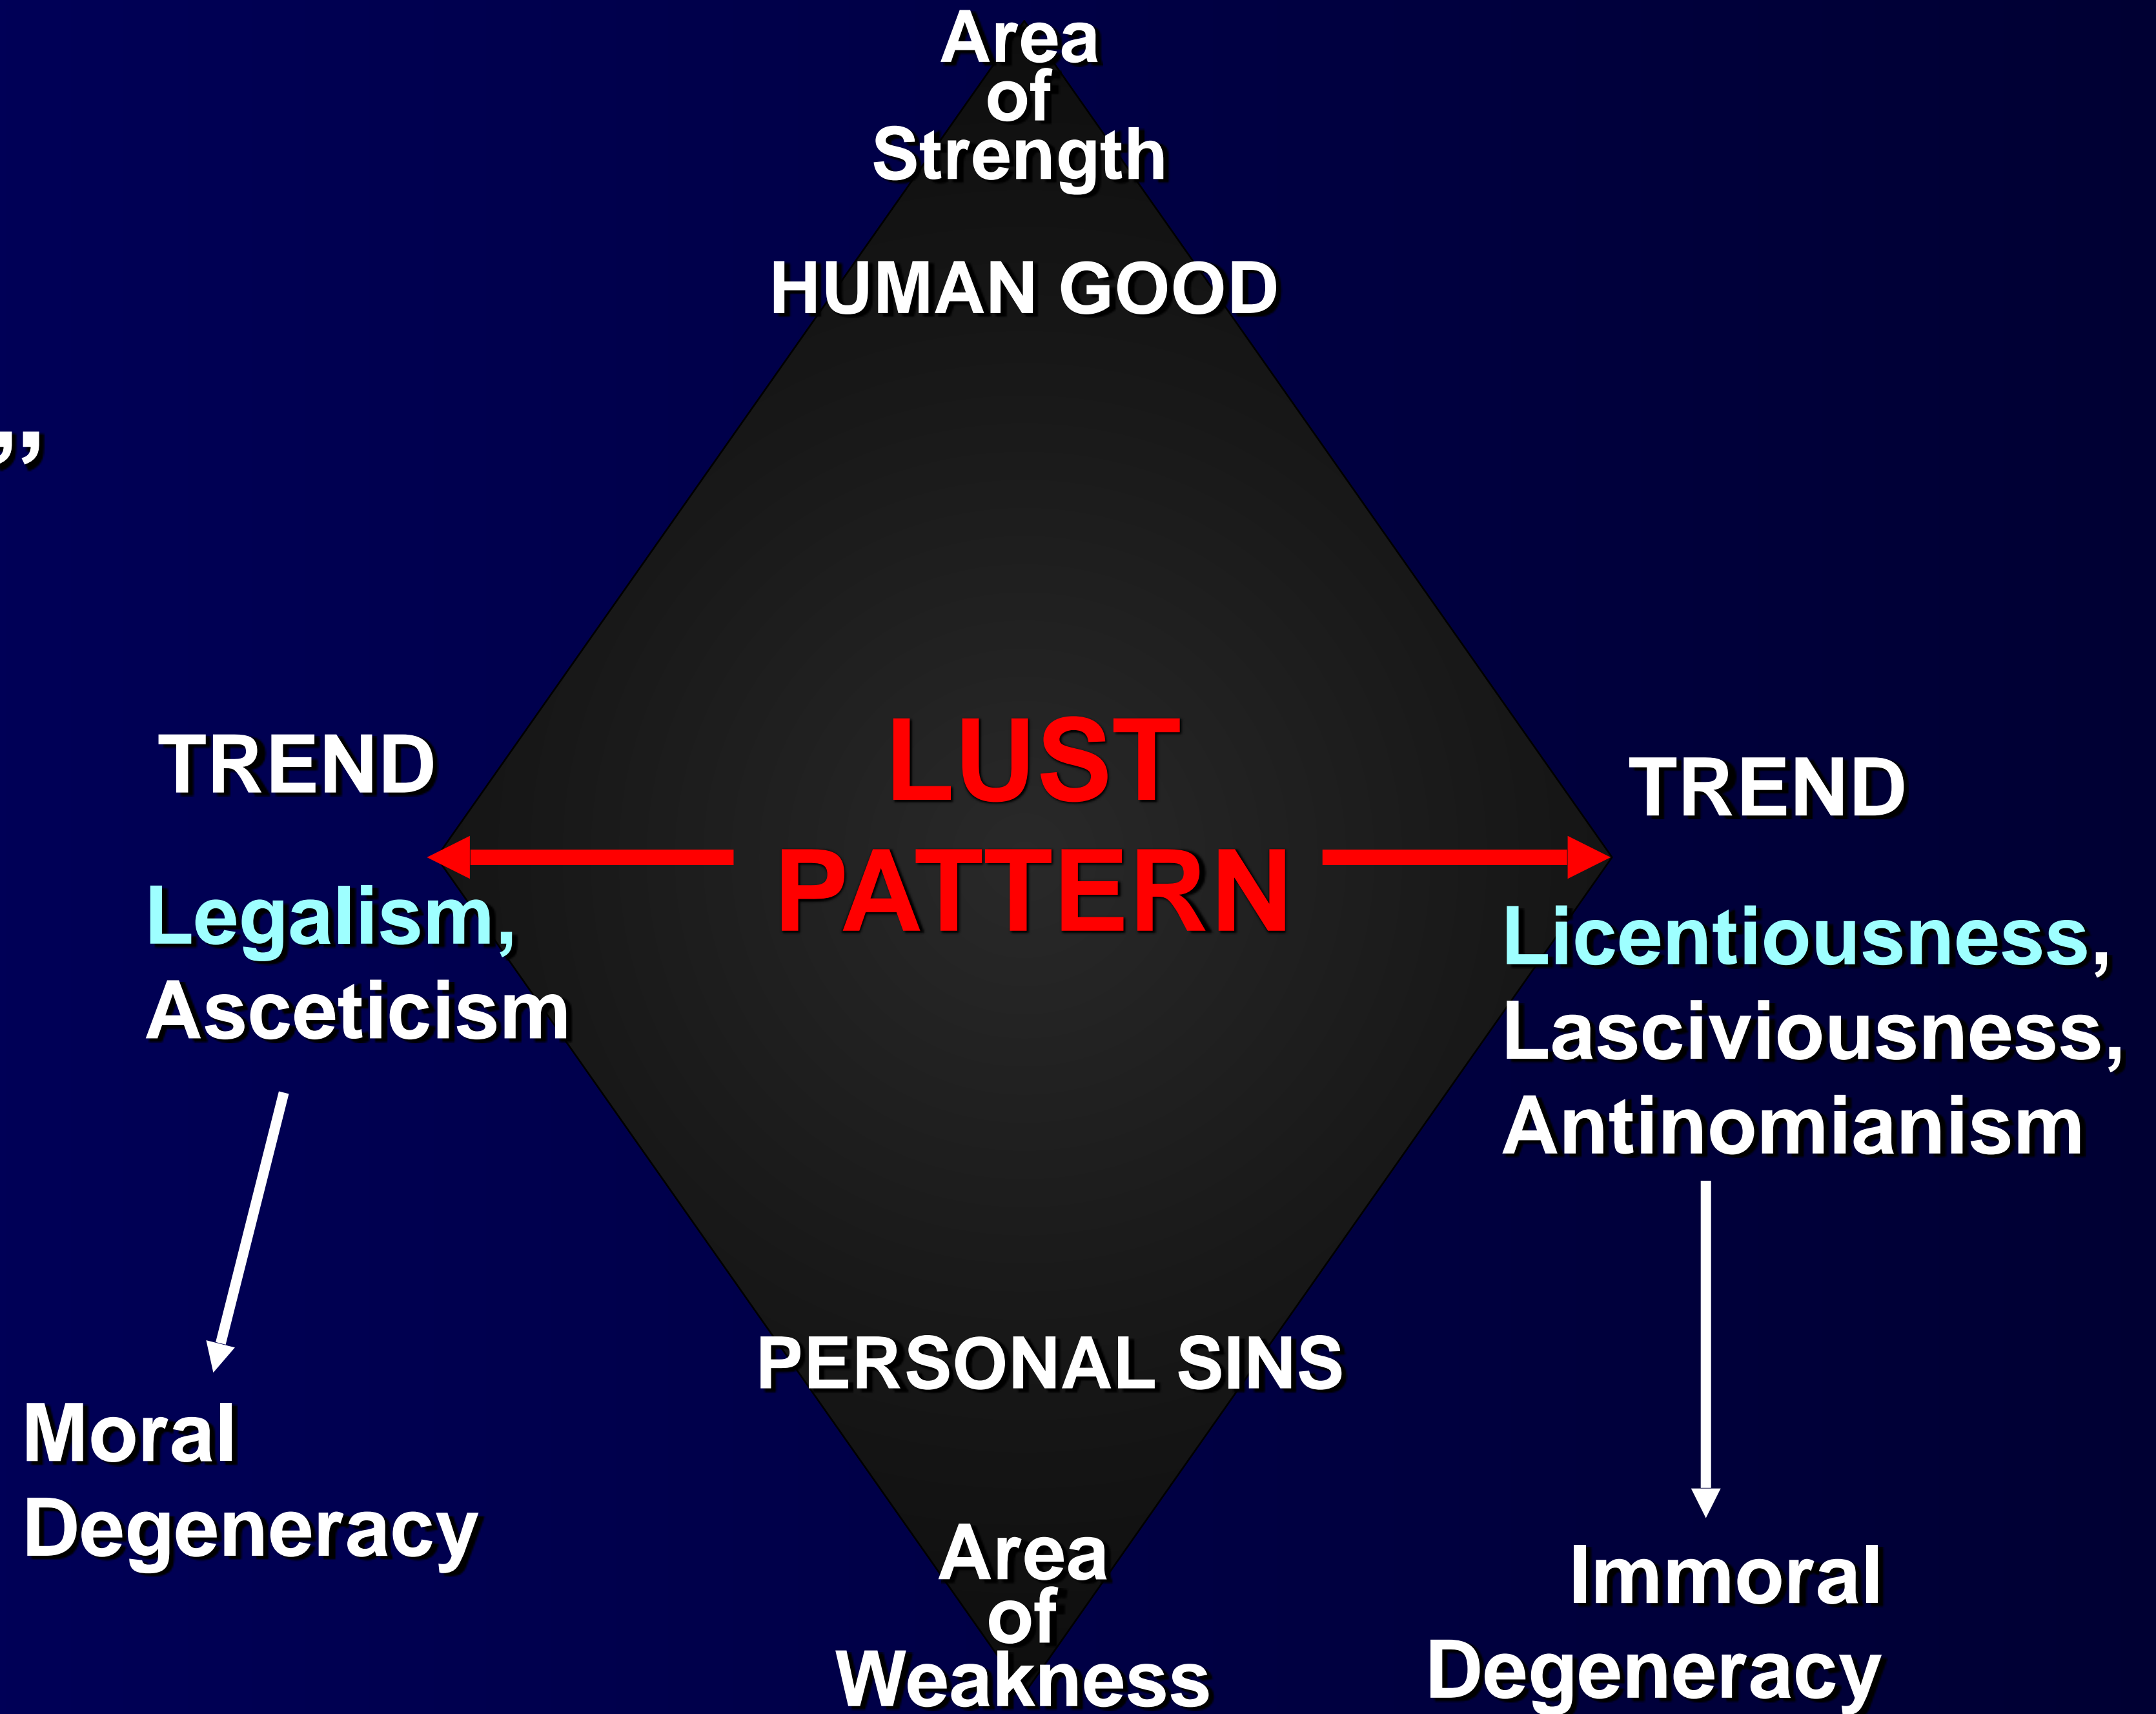 Area
of
Strength
HUMAN GOOD
”
TREND
Legalism,
Asceticism
LUST
PATTERN
TREND
Licentiousness,
Lasciviousness,
Antinomianism
PERSONAL SINS
Moral
Degeneracy
Area
of
Weakness
Immoral
Degeneracy